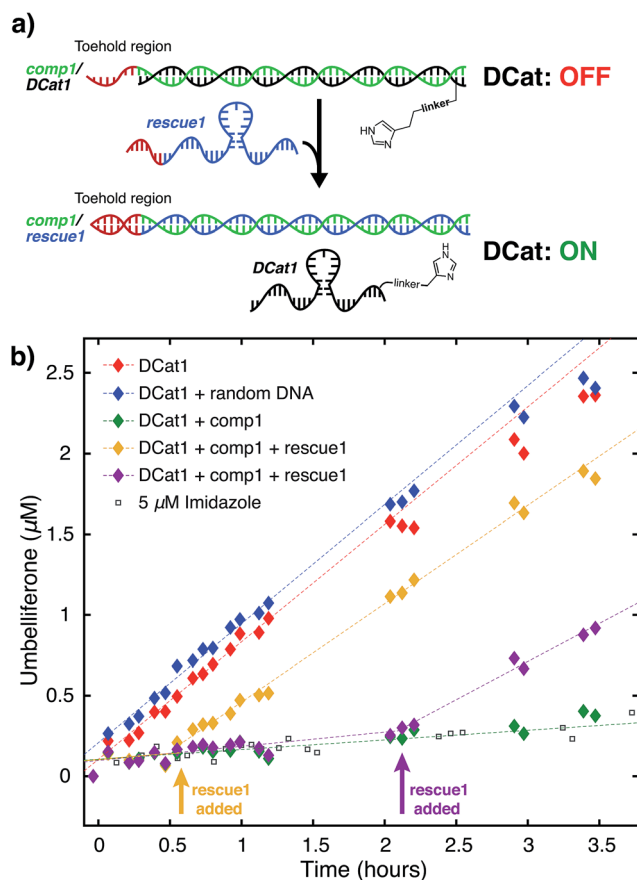 a)
Toehold region
comp1/
DCat1
DCat: OFF
rescue1
linker
HN
N
Toehold region
comp1/
rescue1
DCat: ON
DCat1
linker
H
N
N
b)
DCat1
DCat1 + random DNA
DCat1 + comp1
DCat1 + comp1 + rescue1
DCat1 + comp1 + rescue1
5 μM Imidazole
Umbelliferone (μM)
2.5
2
1.5
1
0.5
0
rescue1
added
rescue1
added
0 0.5 1 1.5 2 2.5 3 3.5
Time (hours)